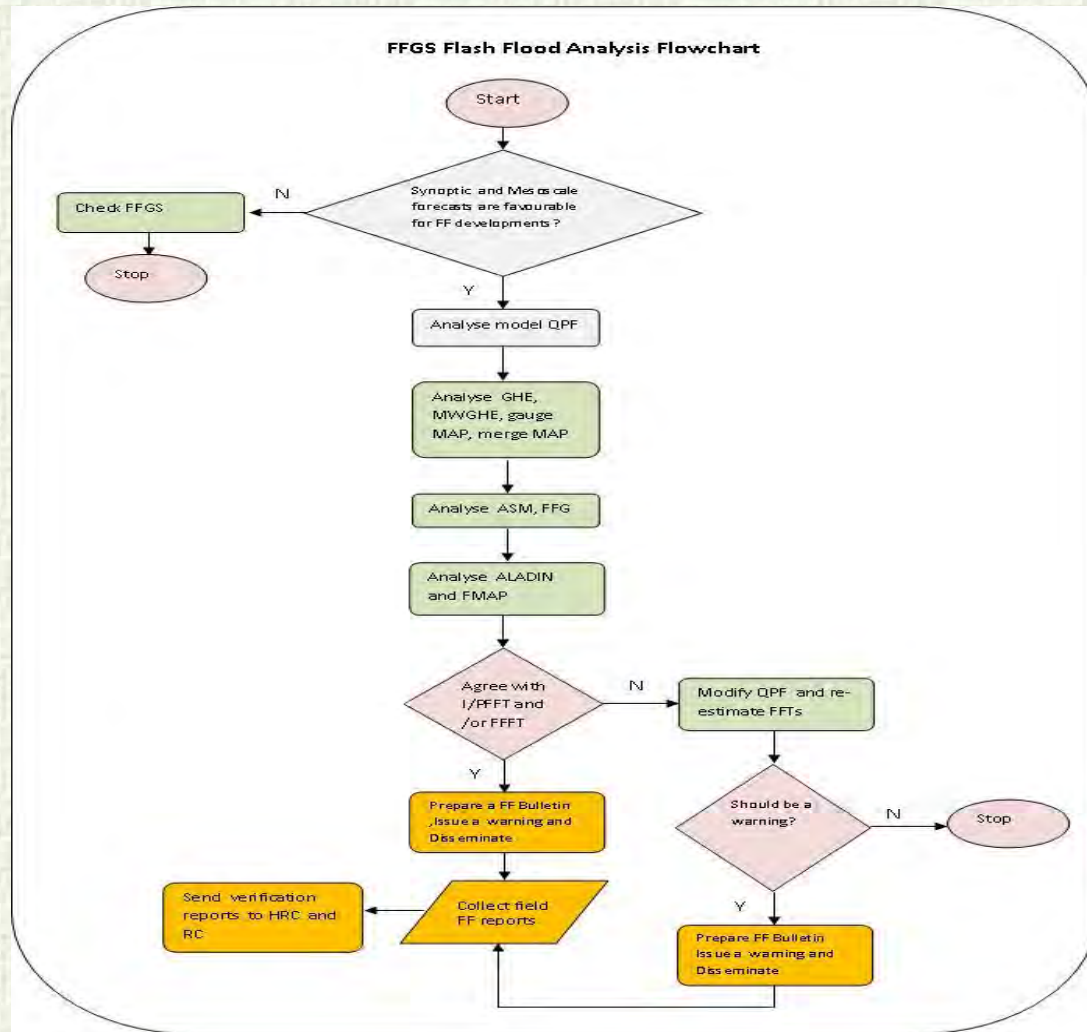 FFGS Flash Flood Analysis Flowchart
Start
Synoptic and Mesoscale
forecasts are favourable
for FF developments?
N
Check FFGS
Stop
Y
Analyse model QPF
Analyse GHE,
MWGHE, gauge
MAP, merge MAP
Analyse ASM, FFG
Analyse ALADIN
and FMAP
Agree with
I/PFFT and
/or FFFT
N
Modify QPF and re-
estimate FFTs
Y
Should be a
warning?
N
Stop
Prepare a FF Bulletin
,Issue a warning and
Disseminate
Send verification
reports to HRC and
RC
Collect field
FF reports
Y
Prepare FF Bulletin
Issue a warning and
Disseminate